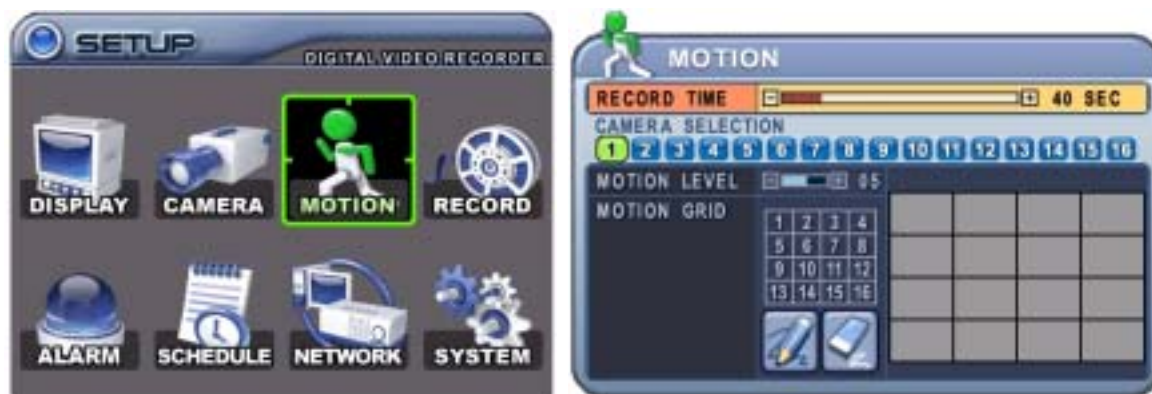 SETUP
DIGITAL VIDEO RECORDER
DISPLAY CAMERA MOTION RECORD
ALARM SCHEDULE NETWORK SYSTEM
MOTION
RECORD TIME 40 SEC
CAMERA SELECTION
1 2 3 4 5 6 7 8 9 10 11 12 13 14 15 16
MOTION LEVEL 05
MOTION GRID
1 2 3 4
5 6 7 8
9 10 11 12
13 14 15 16